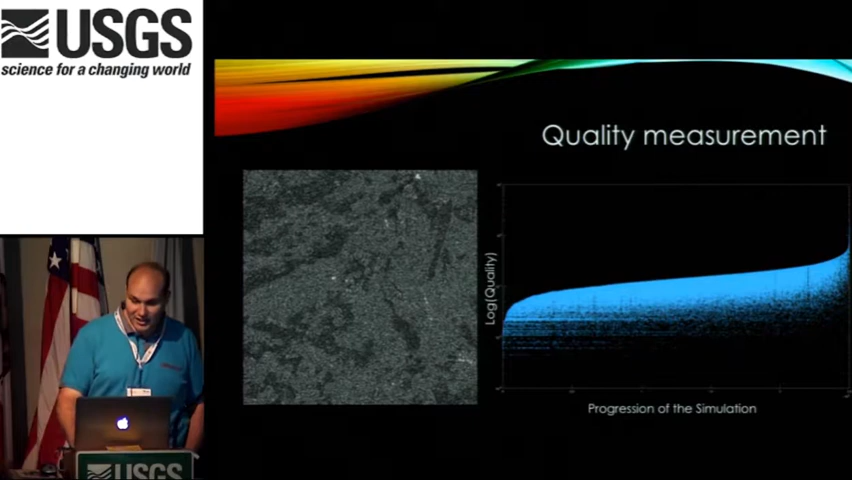 USGS
science for a changing world
Quality measurement
Log(Quality)
Progression of the Simulation
USGS